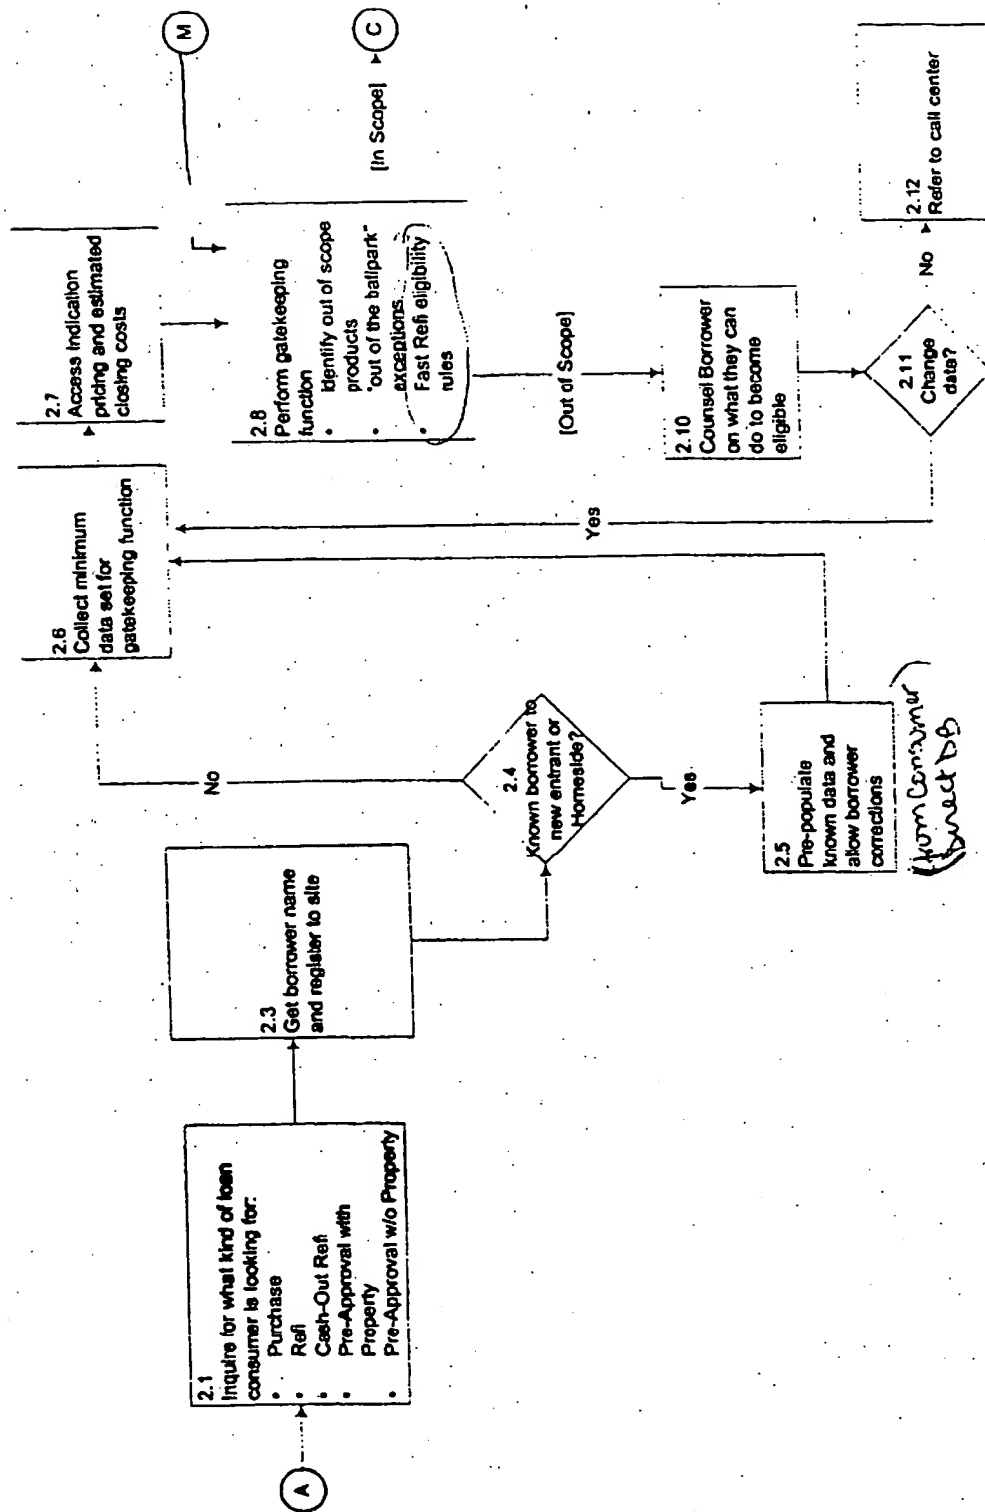 A
2.1
Inquire for what kind of loan
consumer is looking for:
• Purchase
• Refi
• Cash-Out Refi
• Pre-Approval with
Property
• Pre-Approval w/o Property
2.3
Get borrower name
and register to site
2.4
Known borrower to
new entrant or
Homeside?
No
Yes
2.5
Pre-populate
known data and
allow borrower
corrections
(from Consumer
Direct DB)
2.6
Collect minimum
data set for
gatekeeping function
2.7
Access Indication
pricing and estimated
closing costs
2.8
Perform gatekeeping
function
• Identify out of scope
products
• "out of the ballpark"
exceptions
• Fast Refi eligibility
rules
M
[In Scope]
C
[Out of Scope]
2.10
Counsel Borrower
on what they can
do to become
eligible
2.11
Change
data?
Yes
No
2.12
Refer to call center